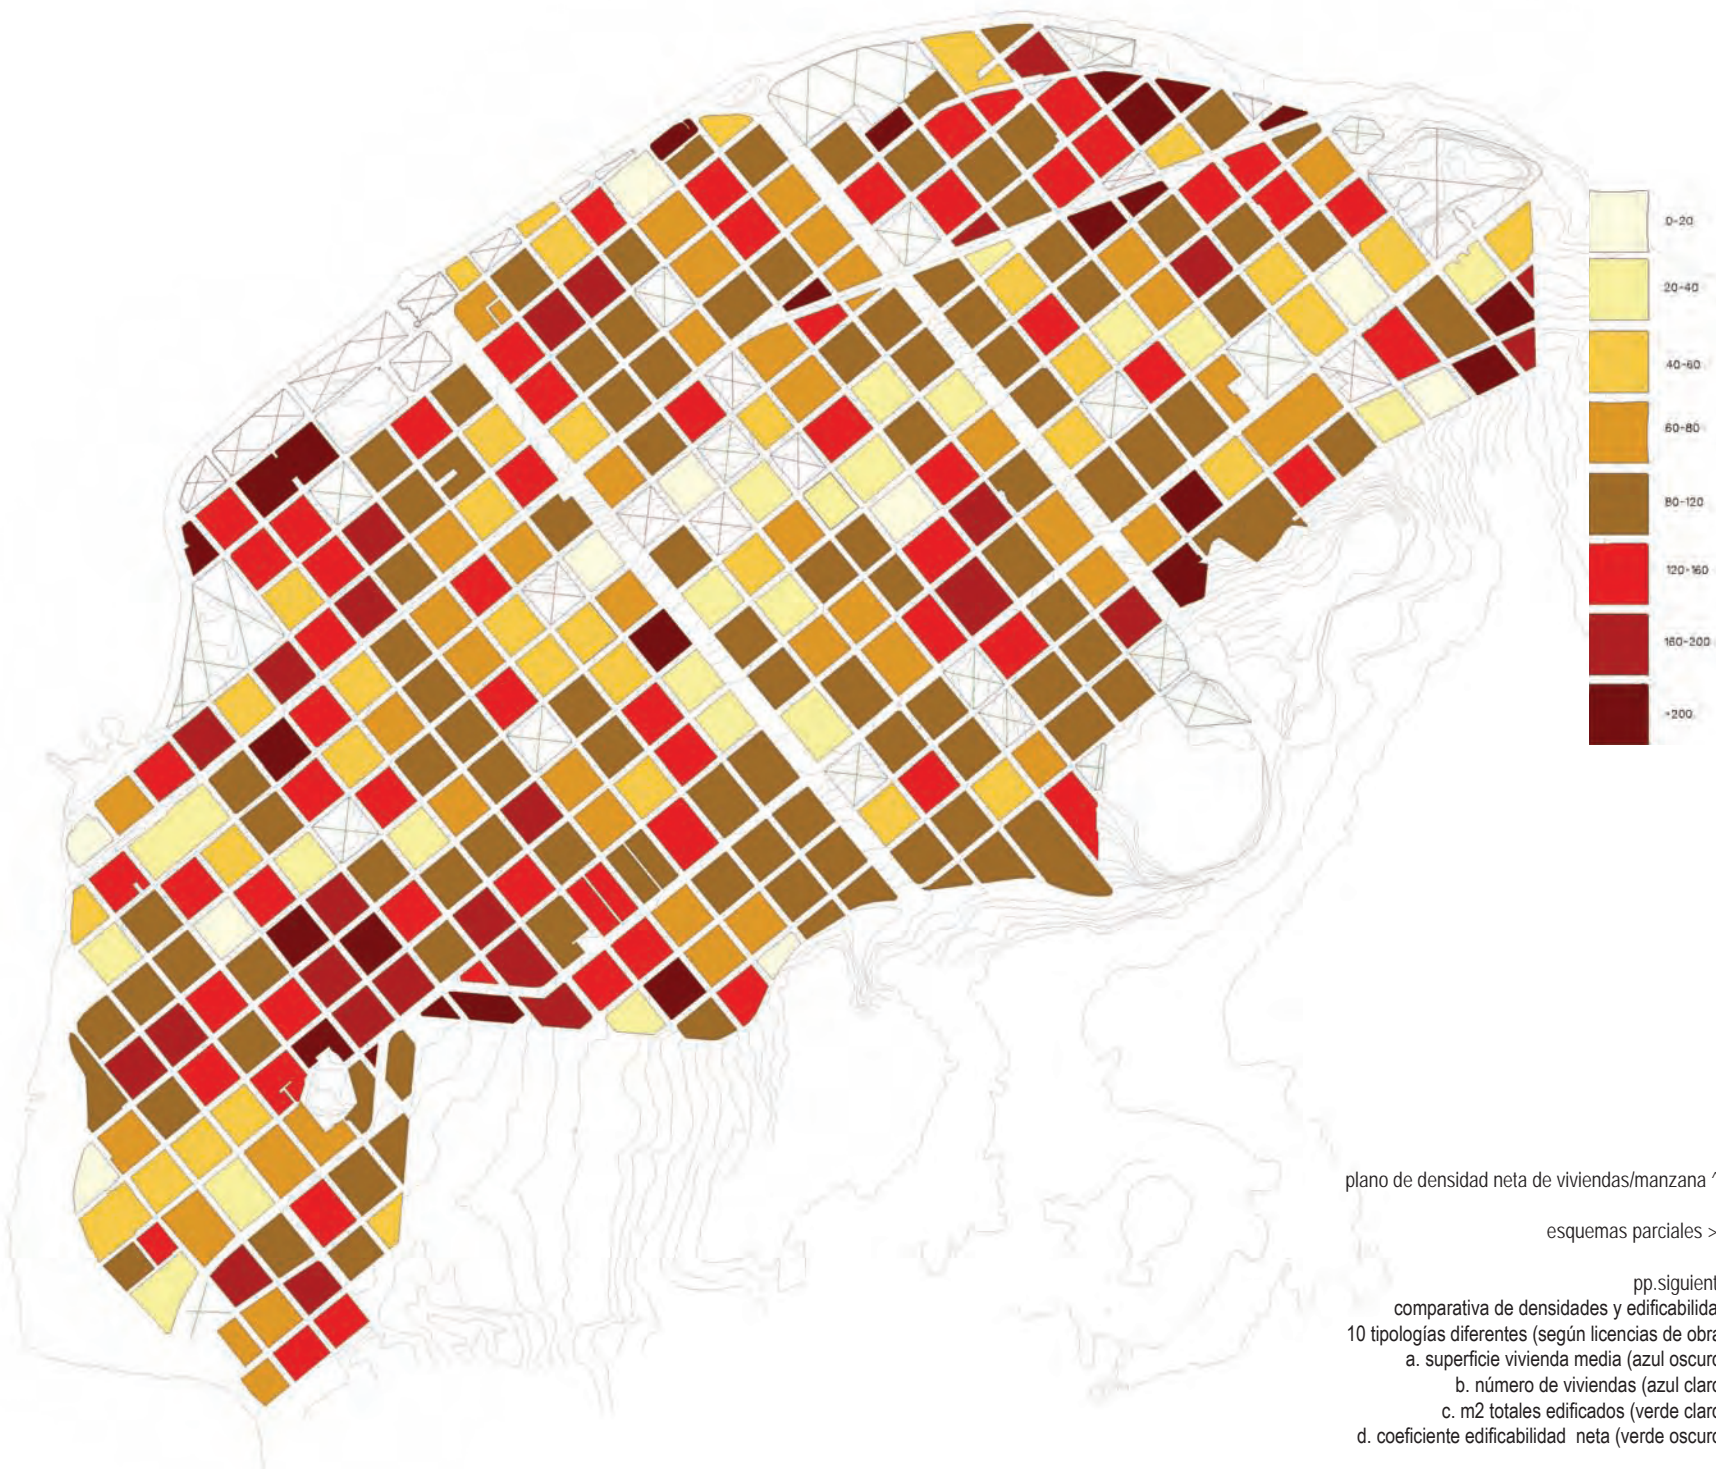 0-20
20-40
40-60
60-80
80-120
120-160
160-200
plano de densidad neta de viviendas/manzana ^
esquemas parciales >
pp.siguient
comparativa de densidades y edificabilida
10 tipologías diferentes (según licencias de obra
a. superficie vivienda media (azul oscuro
b. número de viviendas (azul claro
c. m2 totales edificados (verde claro
d. coeficiente edificabilidad neta (verde oscuro